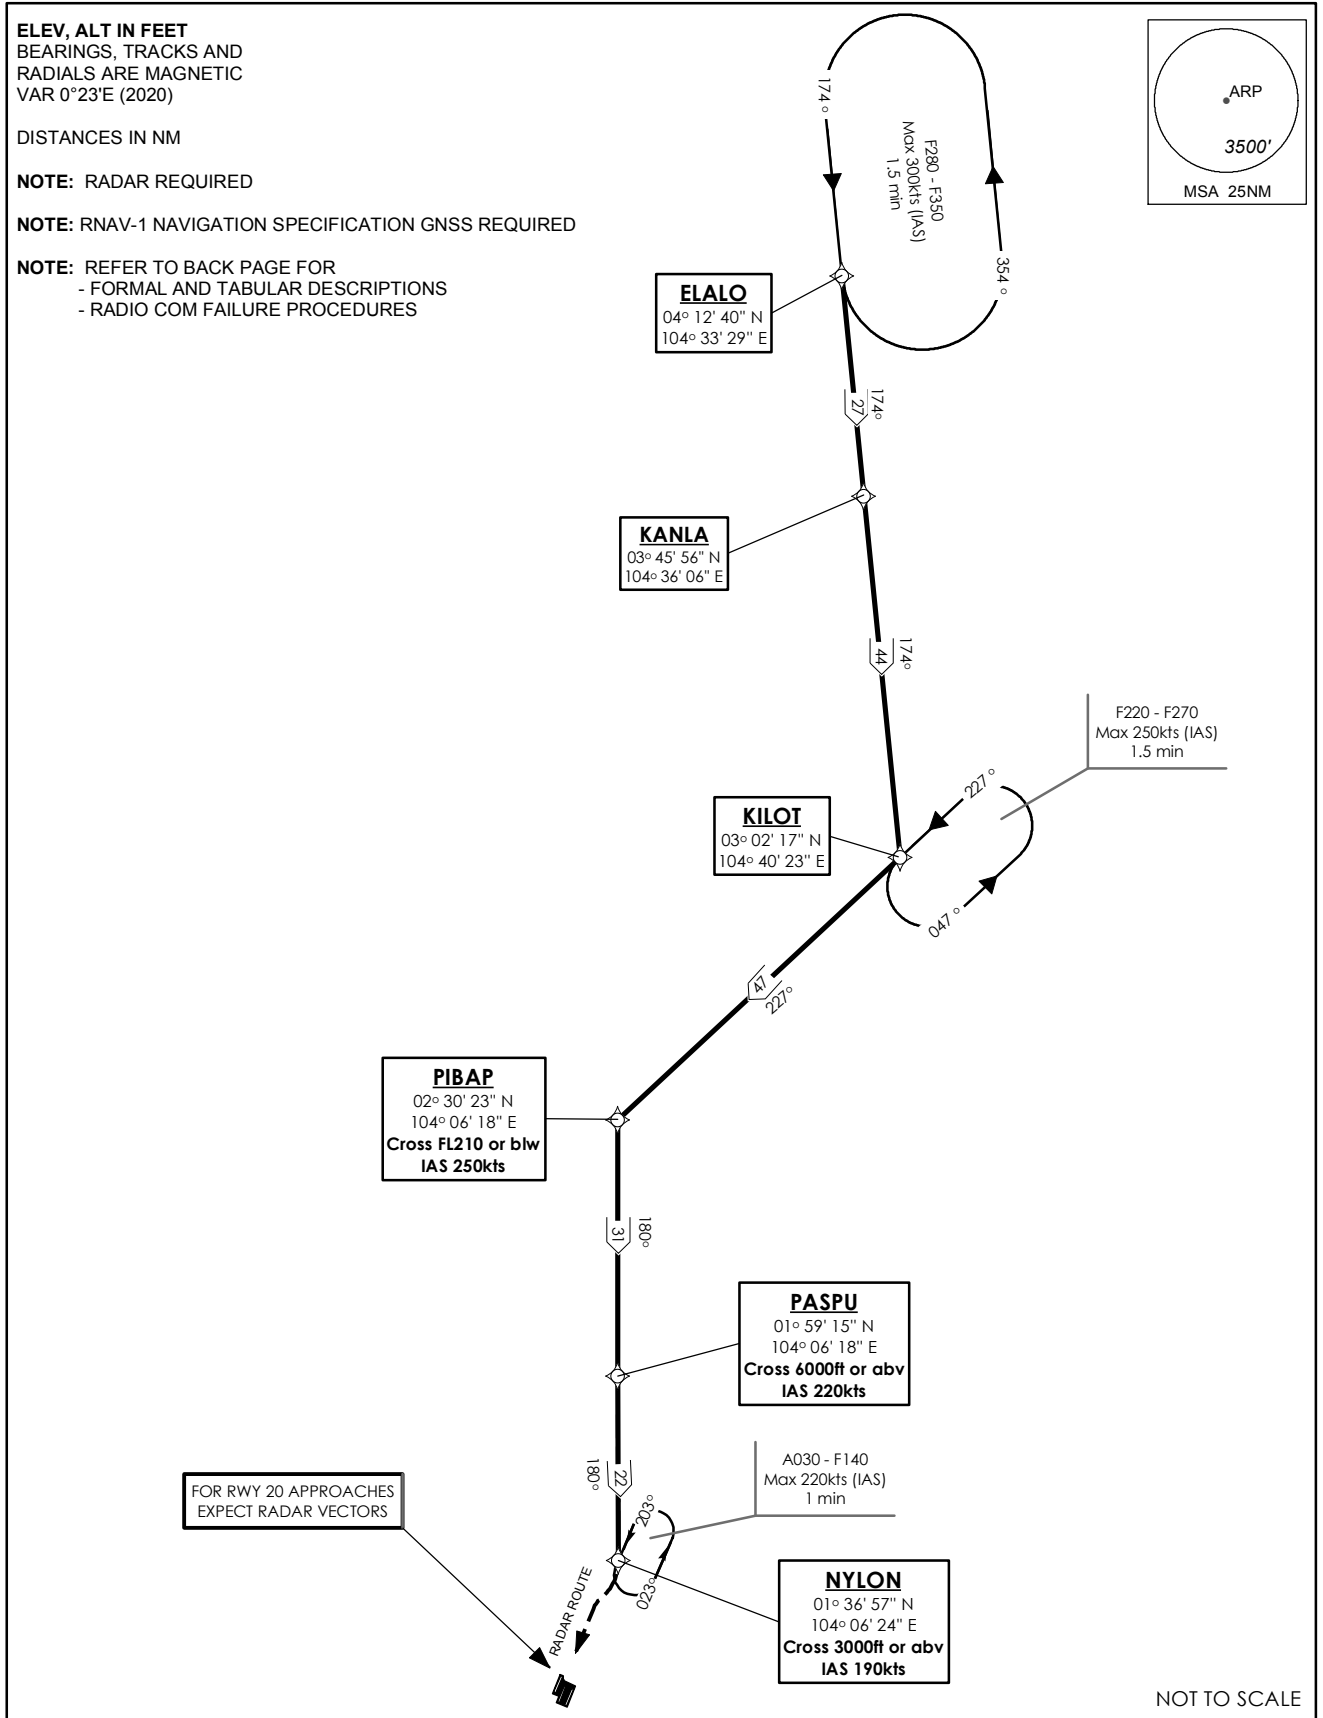 ELEV, ALT IN FEET
BEARINGS, TRACKS AND
RADIALS ARE MAGNETIC
VAR 0°23'E (2020)
DISTANCES IN NM
NOTE: RADAR REQUIRED
NOTE: RNAV-1 NAVIGATION SPECIFICATION GNSS REQUIRED
NOTE: REFER TO BACK PAGE FOR
- FORMAL AND TABULAR DESCRIPTIONS
- RADIO COM FAILURE PROCEDURES
ARP
3500'
MSA 25NM
174°
F280 - F350
Max 300kts (IAS)
1.5 min
354°
ELALO
04° 12' 40" N
104° 33' 29" E
174°
27
KANLA
03° 45' 56" N
104° 36' 06" E
174°
44
F220 - F270
Max 250kts (IAS)
1.5 min
227°
KILOT
03° 02' 17" N
104° 40' 23" E
047°
47
227°
PIBAP
02° 30' 23" N
104° 06' 18" E
Cross FL210 or blw
IAS 250kts
31
180°
PASPU
01° 59' 15" N
104° 06' 18" E
Cross 6000ft or abv
IAS 220kts
180°
22
A030 - F140
Max 220kts (IAS)
1 min
FOR RWY 20 APPROACHES
EXPECT RADAR VECTORS
203°
023°
RADAR ROUTE
NYLON
01° 36' 57" N
104° 06' 24" E
Cross 3000ft or abv
IAS 190kts
NOT TO SCALE